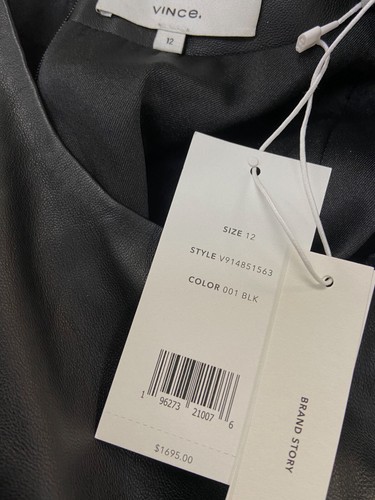 VINCE.
12
SIZE 12
STYLE V914851563
COLOR 001 BLK
1 96273 21007 6
$1695.00
BRAND STORY